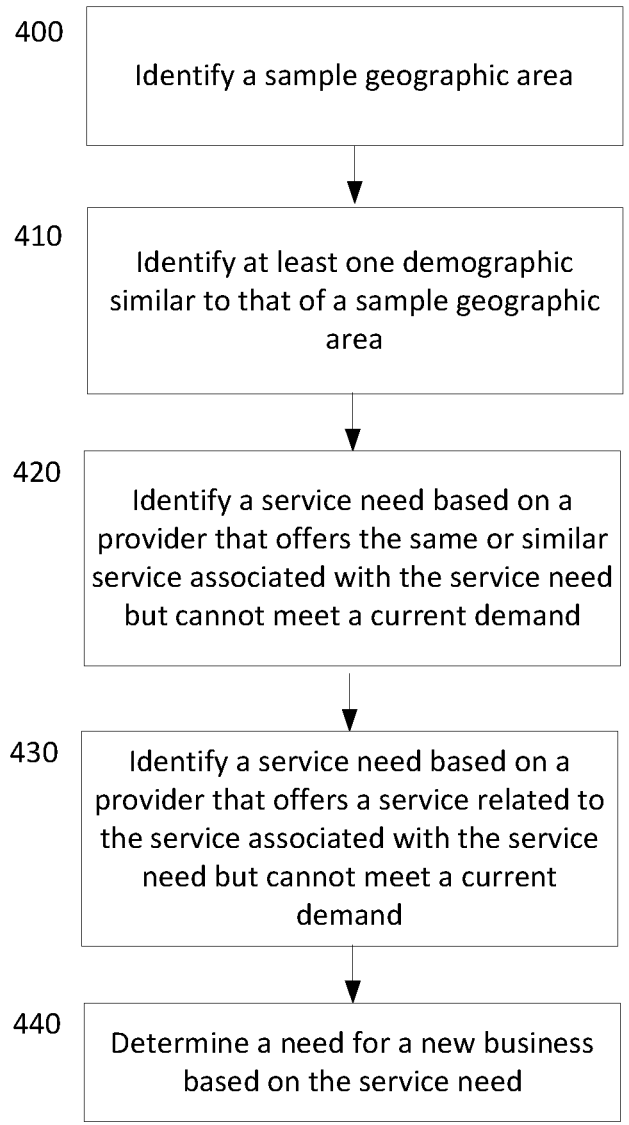 400
Identify a sample geographic area
410
Identify at least one demographic
similar to that of a sample geographic
area
420
Identify a service need based on a
provider that offers the same or similar
service associated with the service need
but cannot meet a current demand
430
Identify a service need based on a
provider that offers a service related to
the service associated with the service
need but cannot meet a current
demand
440
Determine a need for a new business
based on the service need